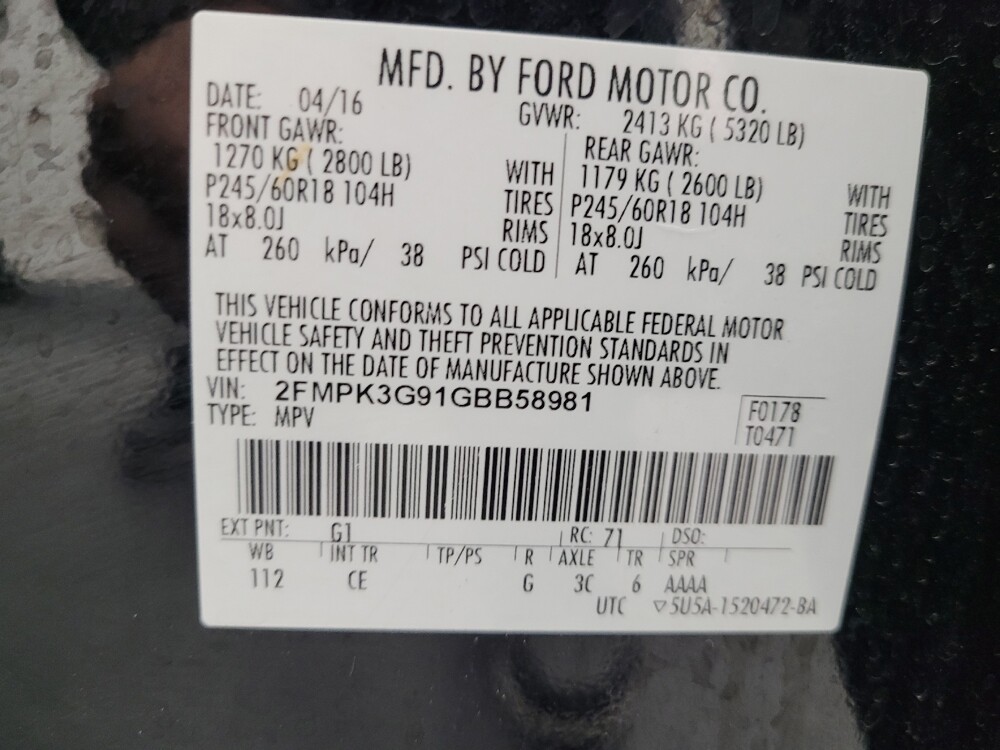 MFD. BY FORD MOTOR CO.
DATE: 04/16 GVWR: 2413 KG ( 5320 LB)
FRONT GAWR: REAR GAWR:
1270 KG ( 2800 LB) WITH 1179 KG ( 2600 LB) WITH
P245/60R18 104H TIRES P245/60R18 104H TIRES
18x8.0J RIMS 18x8.0J RIMS
AT 260 kPa/ 38 PSI COLD AT 260 kPa/ 38 PSI COLD
THIS VEHICLE CONFORMS TO ALL APPLICABLE FEDERAL MOTOR
VEHICLE SAFETY AND THEFT PREVENTION STANDARDS IN
EFFECT ON THE DATE OF MANUFACTURE SHOWN ABOVE.
VIN: 2FMPK3G91GBB58981 F0178
TYPE: MPV T0471
EXT PNT: G1 RC: 71 DSO:
WB INT TR TP/PS R AXLE TR SPR
112 CE G 3C 6 AAAA
UTC ▽5U5A-1520472-BA